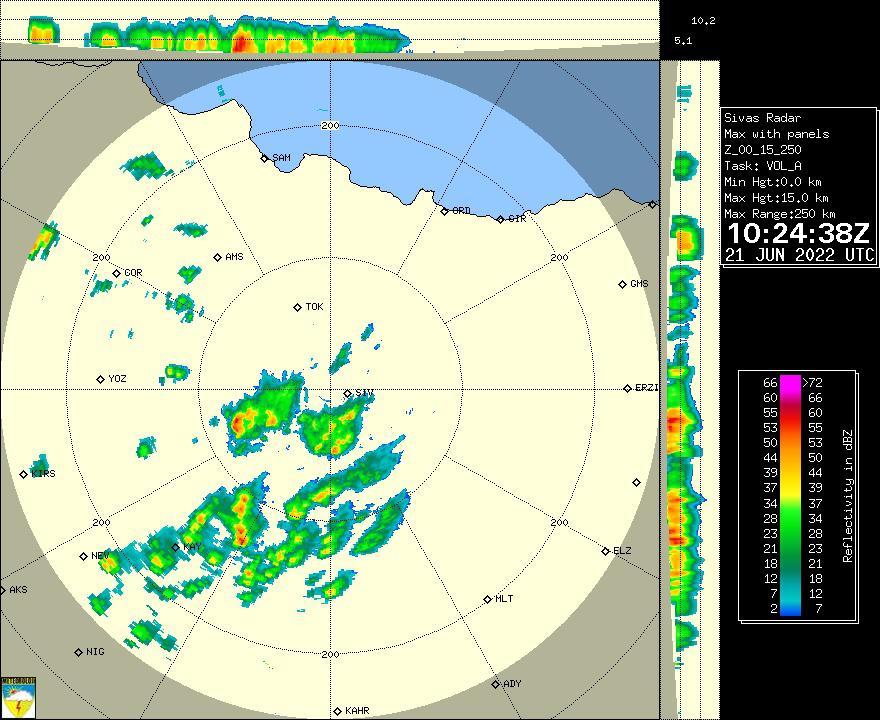 10.2
5.1
Sivas Radar
Max with panels
Z_00_15_250
Task: VOL_A
Min Hgt:0.0 km
Max Hgt:15.0 km
Max Range:250 km
10:24:38Z
21 JUN 2022 UTC
200
SAM
ORD
GIR
200
AMS
200
COR
GMS
TOK
YOZ
SIV
ERZI
KIRS
200
200
NEV
KAY
ELZ
AKS
MLT
NIG
200
ADY
KAHR
66 >72
60 66
55 60
53 55
50 53
44 50
39 44
37 39
34 37
28 34
23 28
21 23
18 21
12 18
7 12
2 7
Reflectivity in dBZ